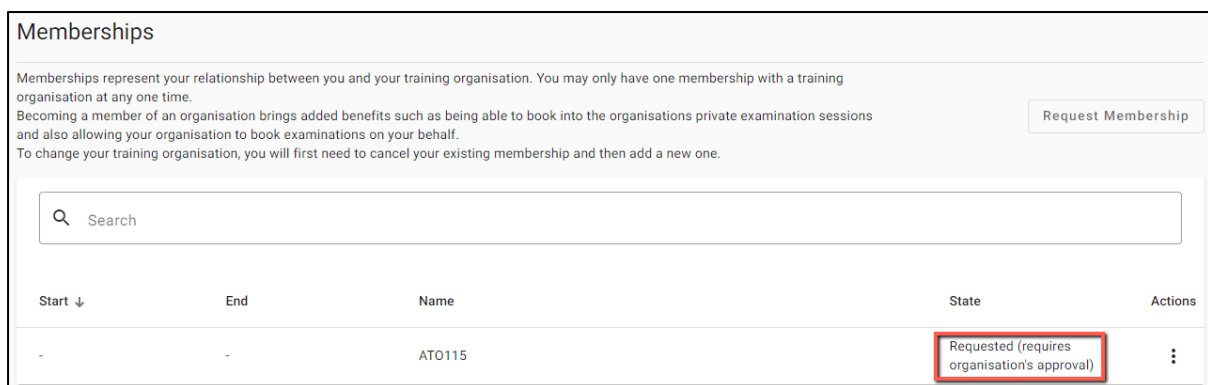 Memberships
Memberships represent your relationship between you and your training organisation. You may only have one membership with a training
organisation at any one time.
Becoming a member of an organisation brings added benefits such as being able to book into the organisations private examination sessions
and also allowing your organisation to book examinations on your behalf.
To change your training organisation, you will first need to cancel your existing membership and then add a new one.
Request Membership
Search
Start ↓ End Name State Actions
- - ATO115 Requested (requires
organisation's approval)